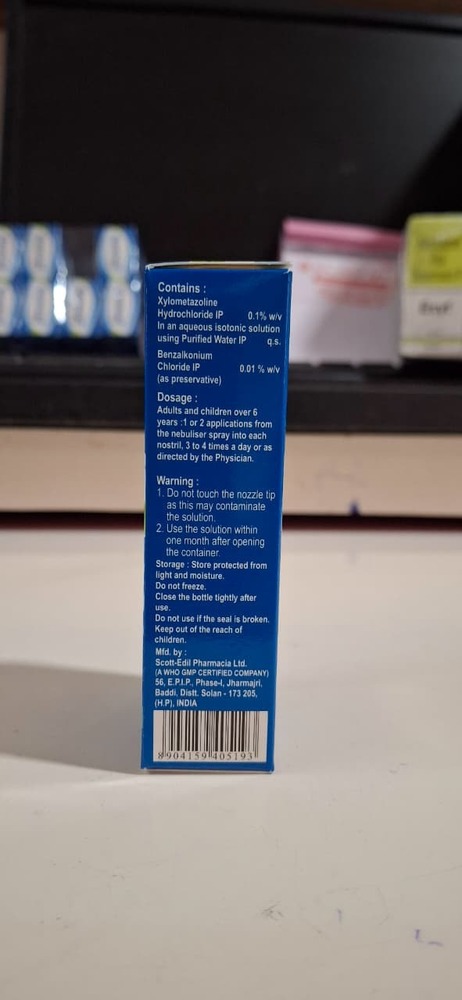 Contains :
Xylometazoline
Hydrochloride IP 0.1% w/v
In an aqueous isotonic solution
using Purified Water IP q.s.
Benzalkonium
Chloride IP 0.01 % w/v
(as preservative)
Dosage :
Adults and children over 6
years :1 or 2 applications from
the nebuliser spray into each
nostril, 3 to 4 times a day or as
directed by the Physician.
Warning :
1. Do not touch the nozzle tip
as this may contaminate
the solution.
2. Use the solution within
one month after opening
the container.
Storage : Store protected from
light and moisture.
Do not freeze.
Close the bottle tightly after
use.
Do not use if the seal is broken.
Keep out of the reach of
children.
Mfd. by :
Scott-Edil Pharmacia Ltd.
(A WHO GMP CERTIFIED COMPANY)
56, E.P.I.P., Phase-I, Jharmajri,
Baddi, Distt. Solan - 173 205,
(H.P), INDIA
8 904159 405193